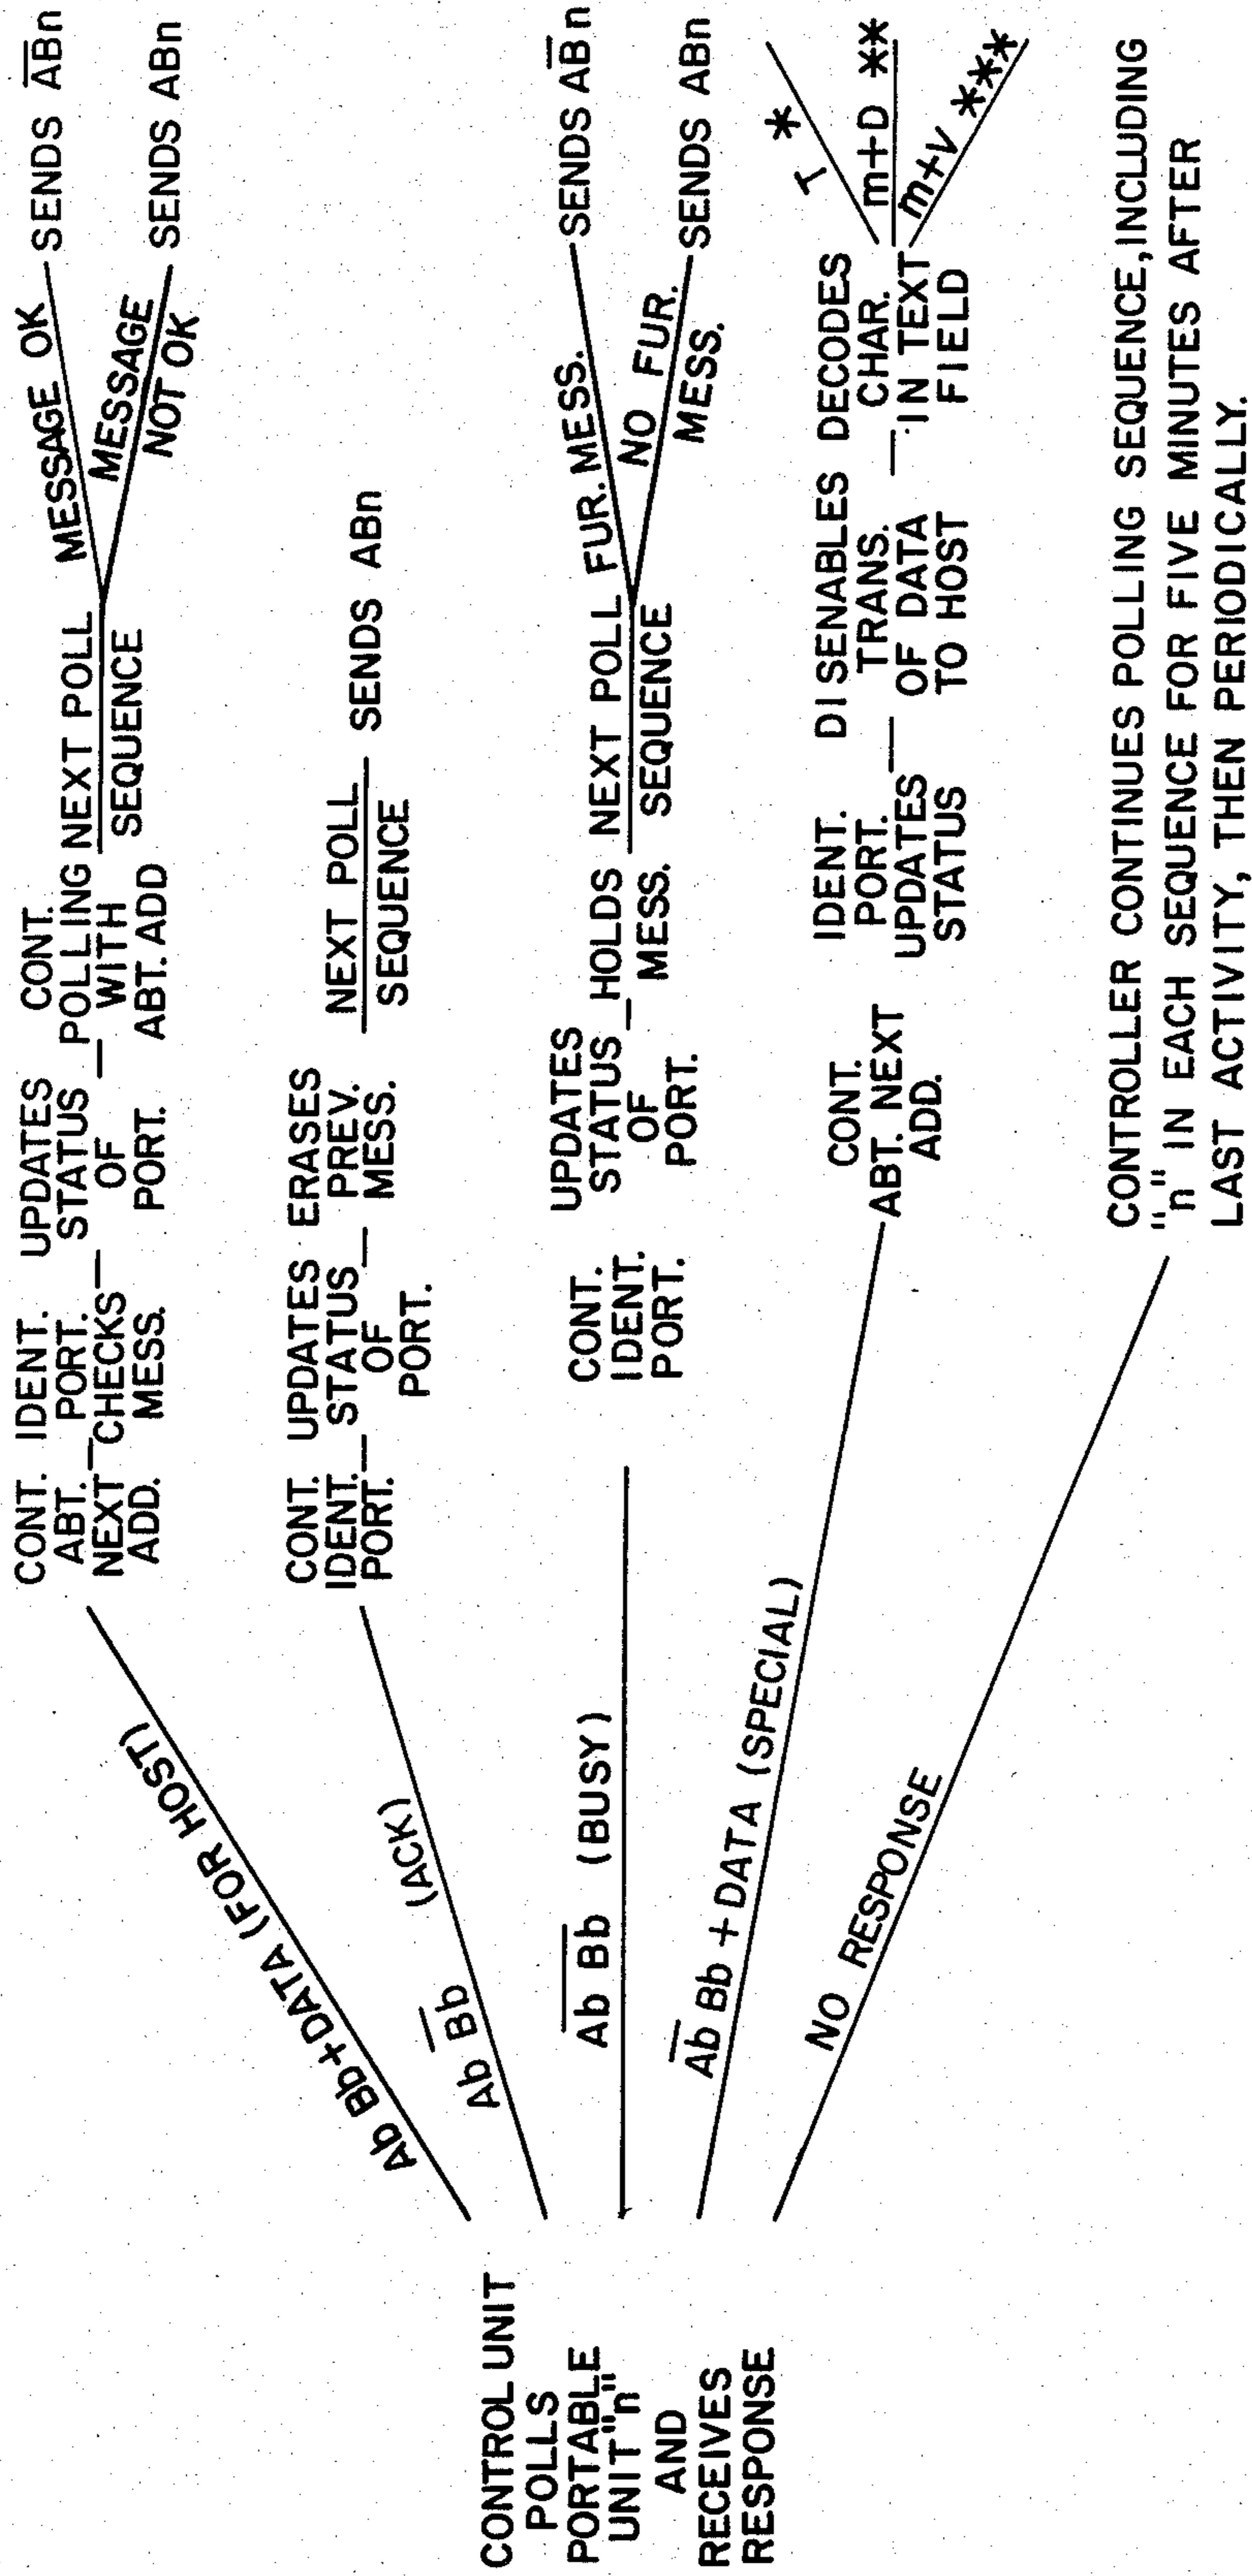 CONTROL UNIT
POLLS
PORTABLE
UNIT "n"
AND
RECEIVES
RESPONSE
Ab Bb+DATA (FOR HOST)
CONT.
ABT.
NEXT
ADD.
IDENT.
PORT.
CHECKS
MESS.
UPDATES
STATUS
OF
PORT.
CONT.
POLLING
WITH
ABT. ADD
NEXT POLL
SEQUENCE
MESSAGE OK
SENDS A̅B̅n
MESSAGE
NOT OK
SENDS ABn
Ab B̅b̅ (ACK)
CONT.
IDENT.
PORT.
UPDATES
STATUS
OF
PORT.
ERASES
PREV.
MESS.
NEXT POLL
SEQUENCE
SENDS ABn
A̅b̅ B̅b̅ (BUSY)
CONT.
IDENT.
PORT.
UPDATES
STATUS
OF
PORT.
HOLDS
MESS.
NEXT POLL
SEQUENCE
FUR. MESS.
SENDS AB̅n
NO FUR.
MESS.
SENDS ABn
A̅b̅ Bb + DATA (SPECIAL)
CONT.
ABT. NEXT
ADD.
IDENT.
PORT.
UPDATES
STATUS
DISENABLES
TRANS.
OF DATA
TO HOST
DECODES
CHAR.
IN TEXT
FIELD
T *
m+D **
m+V ***
NO RESPONSE
CONTROLLER CONTINUES POLLING SEQUENCE, INCLUDING
"n" IN EACH SEQUENCE FOR FIVE MINUTES AFTER
LAST ACTIVITY, THEN PERIODICALLY.